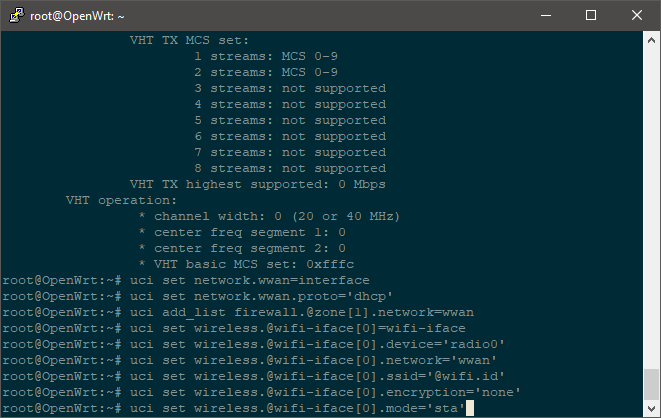 root@OpenWrt: ~
VHT TX MCS set:
1 streams: MCS 0-9
2 streams: MCS 0-9
3 streams: not supported
4 streams: not supported
5 streams: not supported
6 streams: not supported
7 streams: not supported
8 streams: not supported
VHT TX highest supported: 0 Mbps
VHT operation:
* channel width: 0 (20 or 40 MHz)
* center freq segment 1: 0
* center freq segment 2: 0
* VHT basic MCS set: 0xfffc
root@OpenWrt:~# uci set network.wwan=interface
root@OpenWrt:~# uci set network.wwan.proto='dhcp'
root@OpenWrt:~# uci add_list firewall.@zone[1].network=wwan
root@OpenWrt:~# uci set wireless.@wifi-iface[0]=wifi-iface
root@OpenWrt:~# uci set wireless.@wifi-iface[0].device='radio0'
root@OpenWrt:~# uci set wireless.@wifi-iface[0].network='wwan'
root@OpenWrt:~# uci set wireless.@wifi-iface[0].ssid='@wifi.id'
root@OpenWrt:~# uci set wireless.@wifi-iface[0].encryption='none'
root@OpenWrt:~# uci set wireless.@wifi-iface[0].mode='sta'